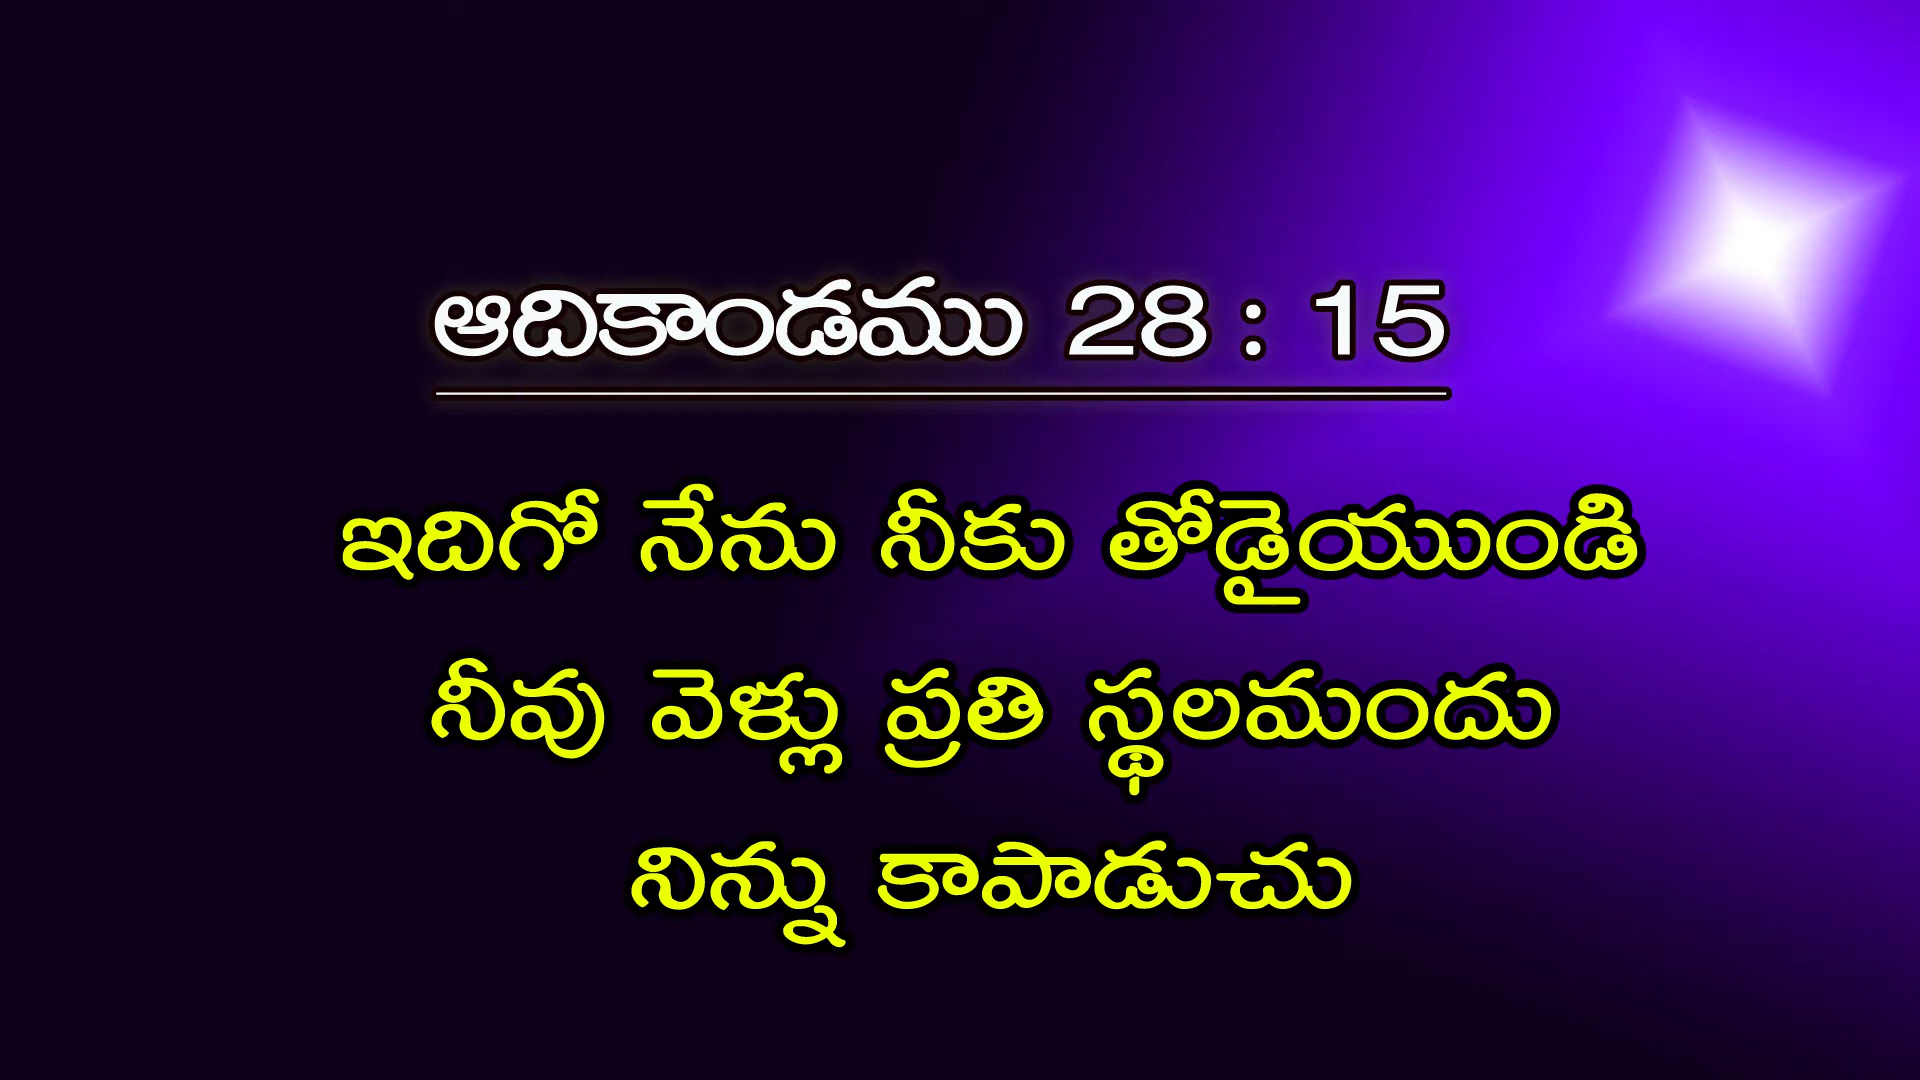 ఆదికాండము 28 : 15
ఇదిగో నేను నీకు తోడైయుండి
నీవు వెళ్లు ప్రతి స్థలమందు
నిన్ను కాపాడుచు